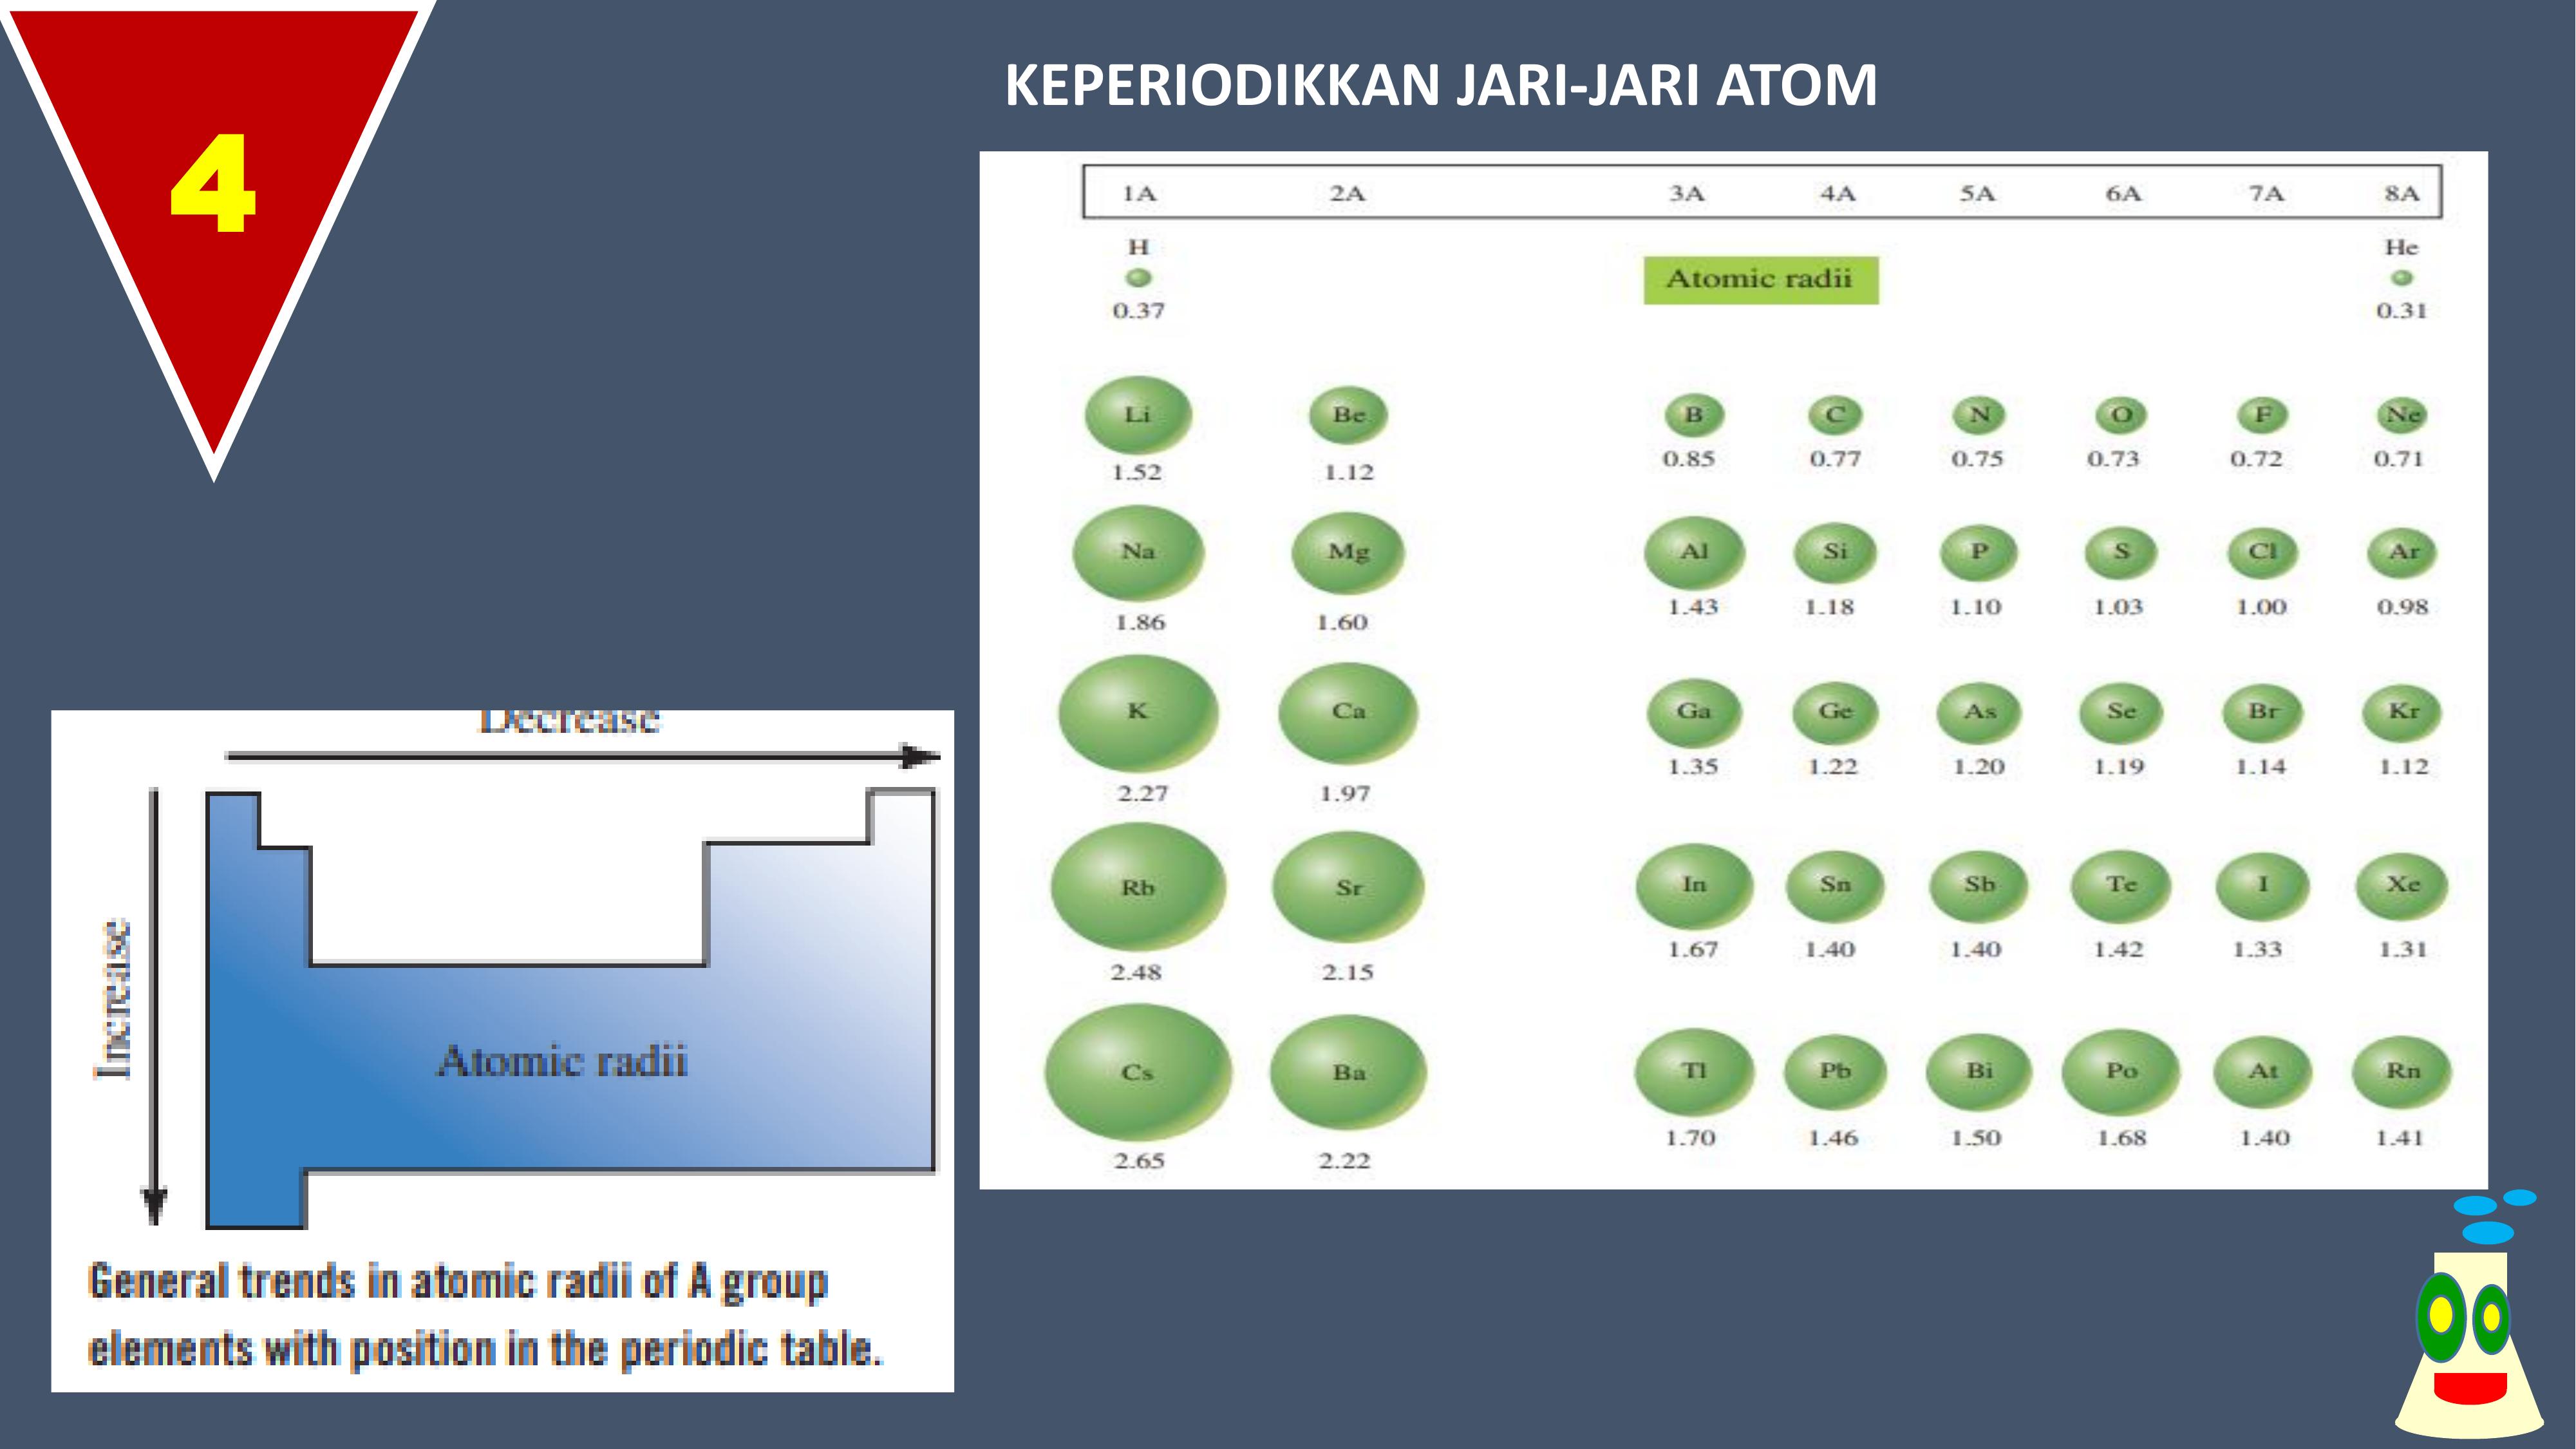 4
KEPERIODIKKAN JARI-JARI ATOM
1A 2A 3A 4A 5A 6A 7A 8A
H He
Atomic radii
0.37 0.31
Li Be B C N O F Ne
1.52 1.12 0.85 0.77 0.75 0.73 0.72 0.71
Na Mg Al Si P S Cl Ar
1.86 1.60 1.43 1.18 1.10 1.03 1.00 0.98
K Ca Ga Ge As Se Br Kr
2.27 1.97 1.35 1.22 1.20 1.19 1.14 1.12
Rb Sr In Sn Sb Te I Xe
2.48 2.15 1.67 1.40 1.40 1.42 1.33 1.31
Cs Ba Tl Pb Bi Po At Rn
2.65 2.22 1.70 1.46 1.50 1.68 1.40 1.41
Decrease
Increase
Atomic radii
General trends in atomic radii of A group
elements with position in the periodic table.